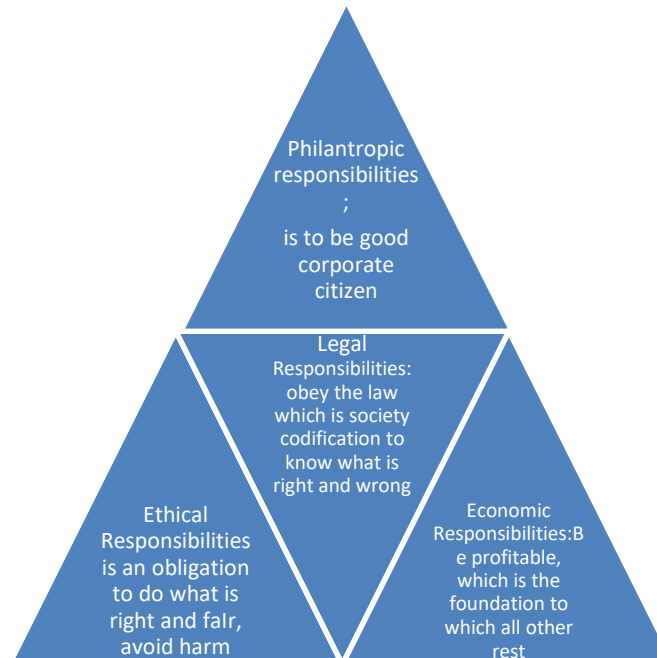 Philantropic
responsibilities
;
is to be good
corporate
citizen
Legal
Responsibilities:
obey the law
which is society
codification to
know what is
right and wrong
Ethical
Responsibilities
is an obligation
to do what is
right and faIr,
avoid harm
Economic
Responsibilities:B
e profitable,
which is the
foundation to
which all other
rest